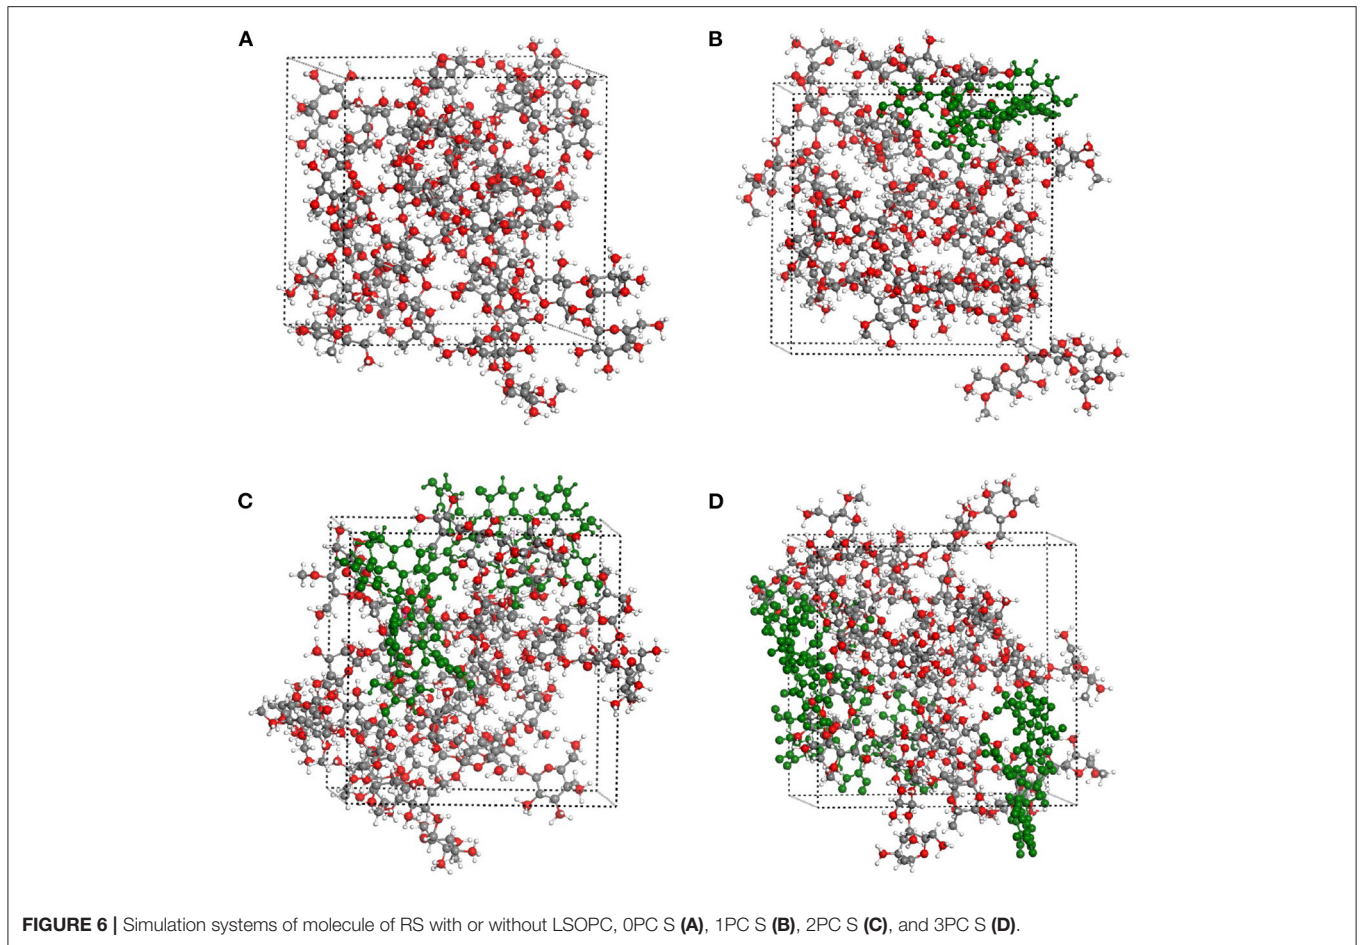 A
B
C
D
FIGURE 6 | Simulation systems of molecule of RS with or without LSOPC, 0PC S (A), 1PC S (B), 2PC S (C), and 3PC S (D).